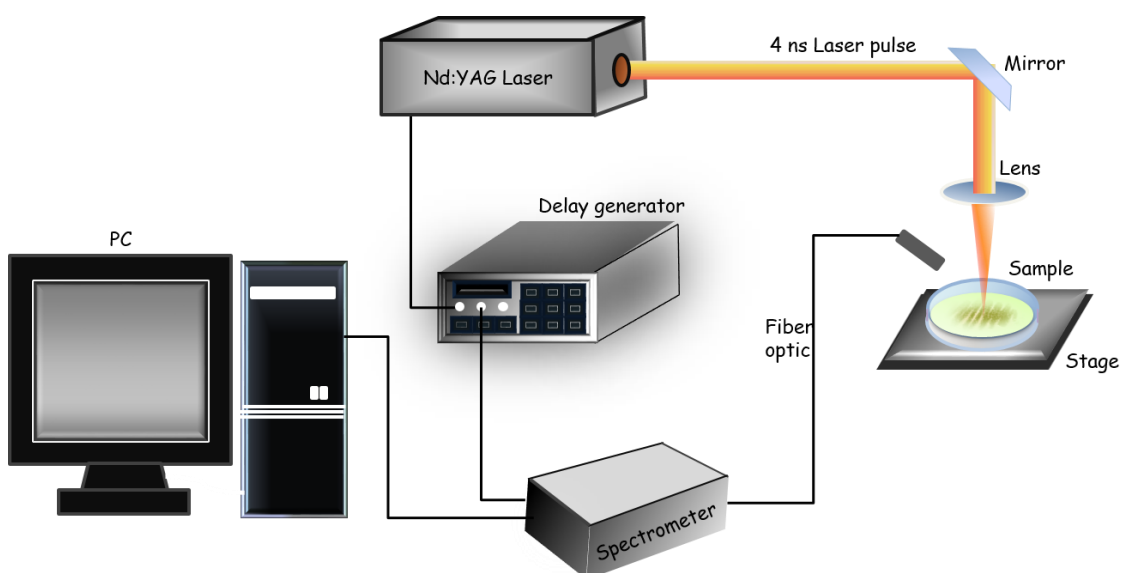 4 ns Laser pulse
Mirror
Nd:YAG Laser
Lens
Delay generator
PC
Sample
Fiber
optic
Stage
Spectrometer